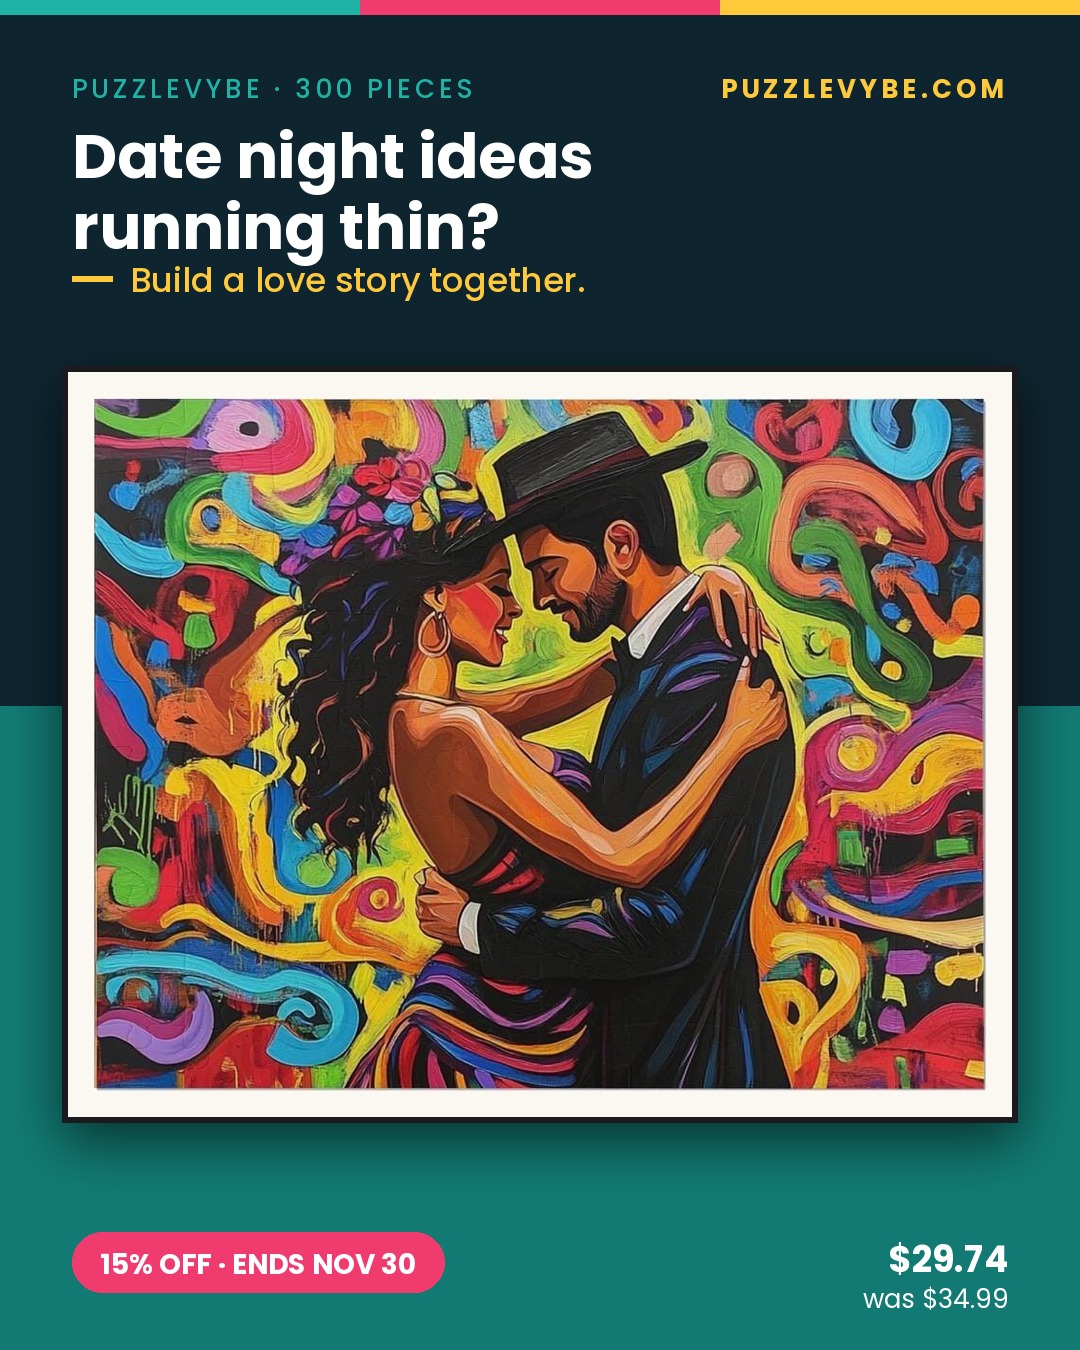 PUZZLEVYBE · 300 PIECES
PUZZLEVYBE.COM
Date night ideas
running thin?
Build a love story together.
15% OFF · ENDS NOV 30
$29.74
was $34.99